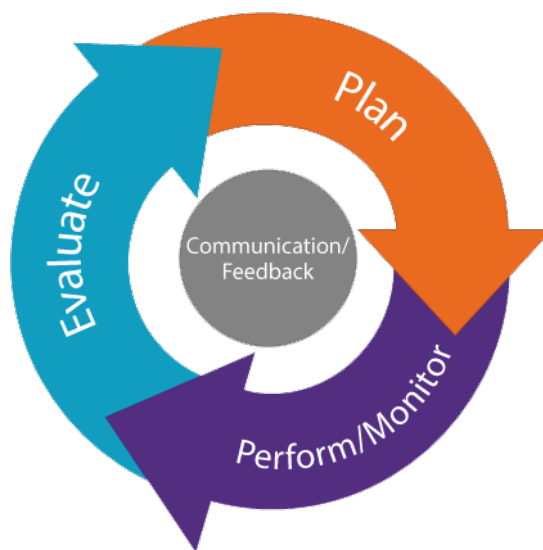 Plan
Communication/
Feedback
Evaluate
Perform/Monitor